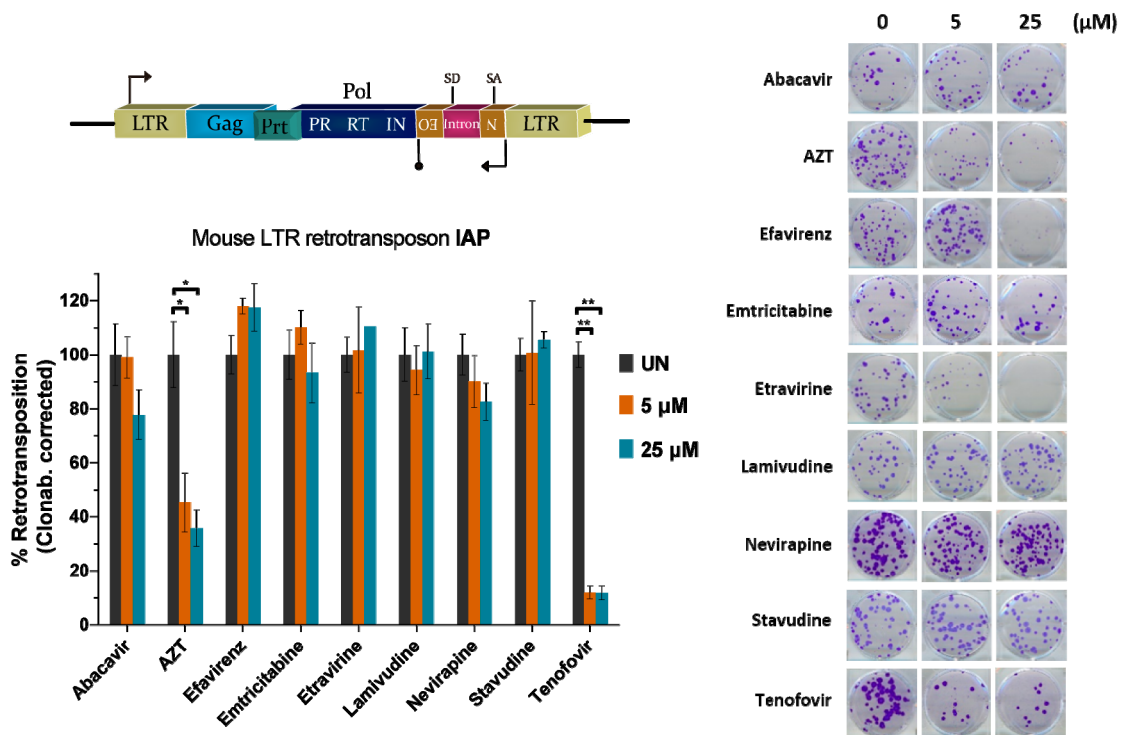 SD SA
Pol
LTR Gag Prt PR RT IN EO Intron N LTR
Mouse LTR retrotransposon IAP
% Retrotransposition
(Clonab. corrected)
120
100
80
60
40
20
0
* *
** **
UN
5 µM
25 µM
Abacavir
AZT
Efavirenz
Emtricitabine
Etravirine
Lamivudine
Nevirapine
Stavudine
Tenofovir
0 5 25 (µM)
Abacavir
AZT
Efavirenz
Emtricitabine
Etravirine
Lamivudine
Nevirapine
Stavudine
Tenofovir